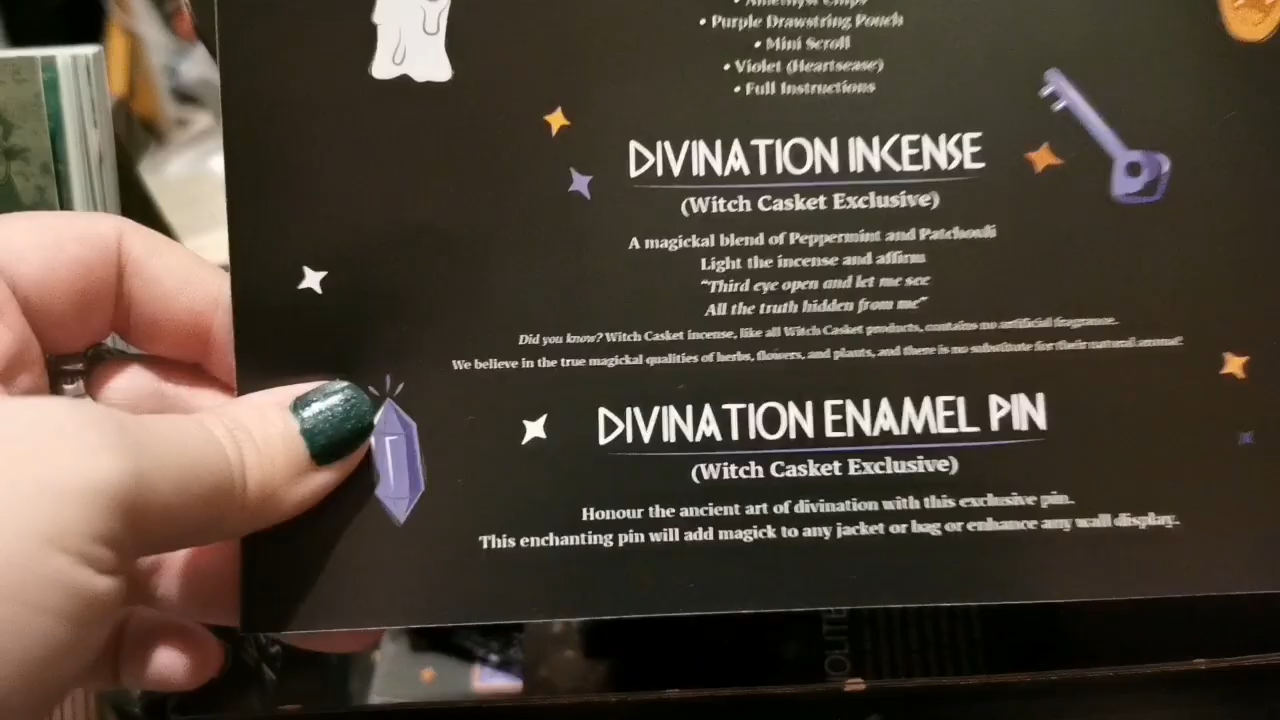 • Amethyst Chips
• Purple Drawstring Pouch
• Mini Scroll
• Violet (Heartsease)
• Full Instructions
DIVINATION INCENSE
(Witch Casket Exclusive)
A magickal blend of Peppermint and Patchouli
Light the incense and affirm
"Third eye open and let me see
All the truth hidden from me"
Did you know? Witch Casket incense, like all Witch Casket products, contains no artificial fragrance.
We believe in the true magickal qualities of herbs, flowers, and plants, and there is no substitute for their natural aroma!
DIVINATION ENAMEL PIN
(Witch Casket Exclusive)
Honour the ancient art of divination with this exclusive pin.
This enchanting pin will add magick to any jacket or bag or enhance any wall display.